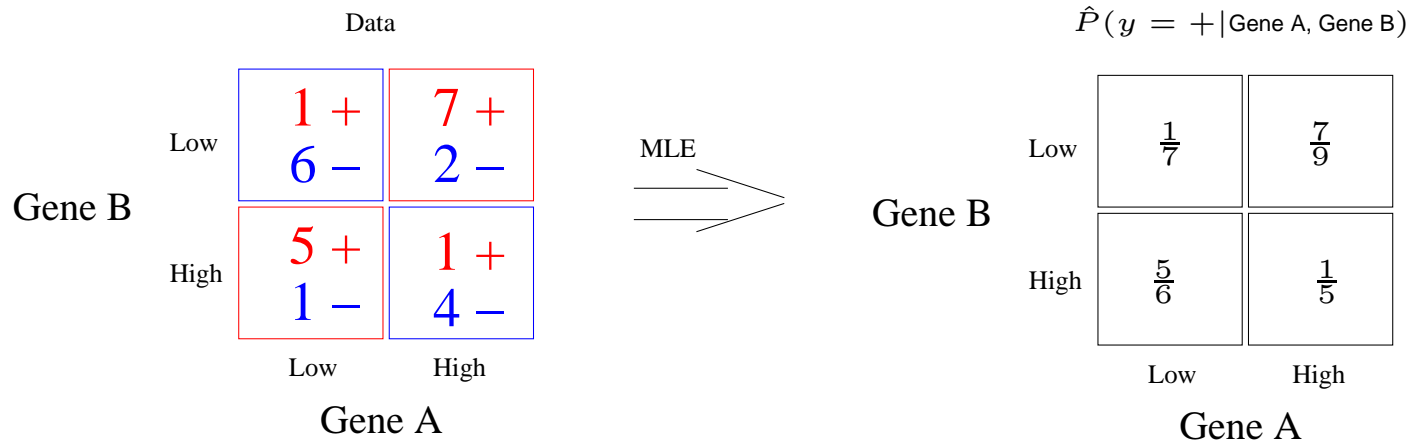 Data
Gene B
Low
High
1 +
6 −
7 +
2 −
5 +
1 −
1 +
4 −
Low
High
Gene A
MLE
P̂(y = +|Gene A, Gene B)
Gene B
Low
High
1/7
7/9
5/6
1/5
Low
High
Gene A